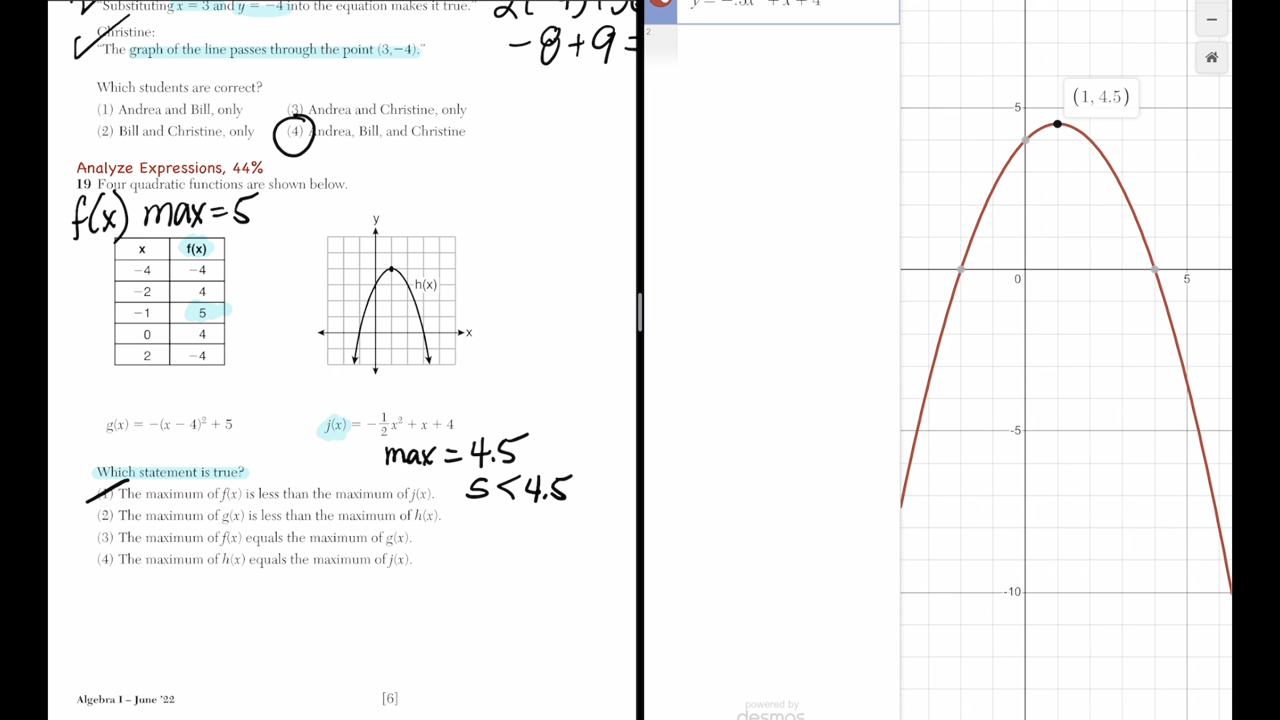 "Substituting x = 3 and y = −4 into the equation makes it true."
Christine:
"The graph of the line passes through the point (3,−4)."
−8+9=
Which students are correct?
(1) Andrea and Bill, only
(3) Andrea and Christine, only
(2) Bill and Christine, only
(4) Andrea, Bill, and Christine
Analyze Expressions, 44%
19 Four quadratic functions are shown below.
f(x) max=5
x f(x)
−4 −4
−2 4
−1 5
0 4
2 −4
y
h(x)
x
g(x) = −(x − 4)² + 5
j(x) = −1/2x² + x + 4
max = 4.5
Which statement is true?
5 < 4.5
(1) The maximum of f(x) is less than the maximum of j(x).
(2) The maximum of g(x) is less than the maximum of h(x).
(3) The maximum of f(x) equals the maximum of g(x).
(4) The maximum of h(x) equals the maximum of j(x).
Algebra I – June '22
[6]
2
(1, 4.5)
5
0
5
-5
-10
powered by
desmos